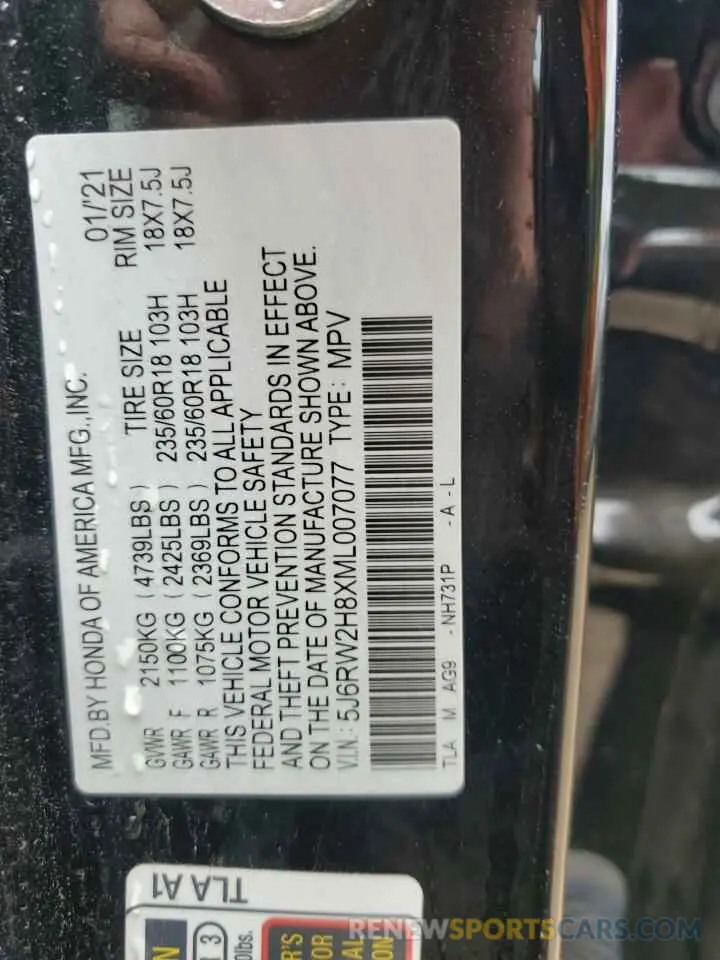 MFD.BY HONDA OF AMERICA MFG.,INC. 01/'21
GVWR 2150KG (4739LBS) TIRE SIZE RIM SIZE
GAWR F 1100KG (2425LBS) 235/60R18 103H 18X7.5J
GAWR R 1075KG (2369LBS) 235/60R18 103H 18X7.5J
THIS VEHICLE CONFORMS TO ALL APPLICABLE
FEDERAL MOTOR VEHICLE SAFETY
AND THEFT PREVENTION STANDARDS IN EFFECT
ON THE DATE OF MANUFACTURE SHOWN ABOVE.
V.I.N.: 5J6RW2H8XML007077 TYPE: MPV
TLA M AG9 -NH731P -A-L
TLA A1
3
RENEWSPORTSCARS.COM